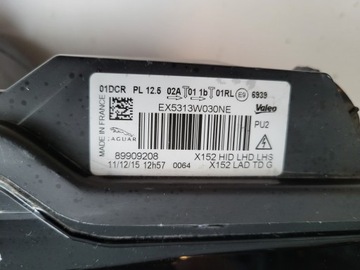 01DCR PL 12.5 02A 01 1b 01RL E9 6939
EX5313W030NE
Valeo
MADE IN FRANCE
PU2
JAGUAR
89909208 X152 HID LHD LHS
11/12/15 12h57 0064 X152 LAD TD G